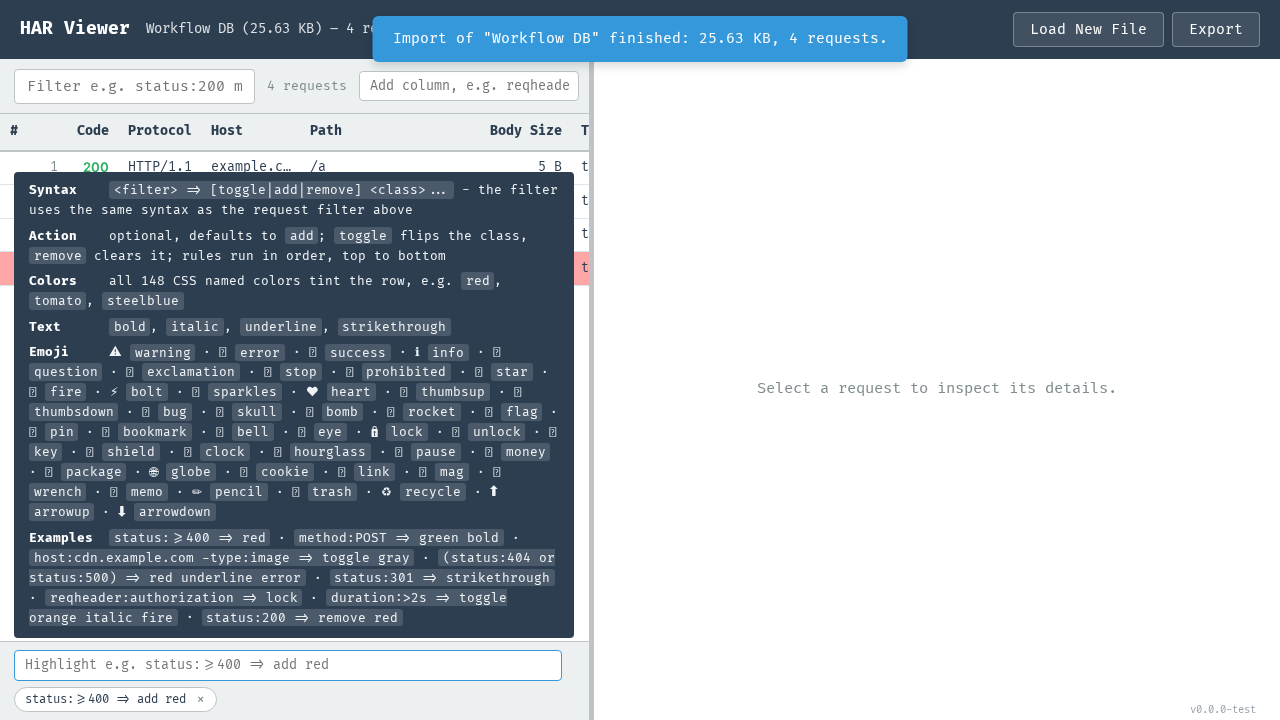 HAR Viewer Workflow DB (25.63 KB) — 4 re
Import of "Workflow DB" finished: 25.63 KB, 4 requests.
Load New File Export
Filter e.g. status:200 m 4 requests Add column, e.g. reqheade
# Code Protocol Host Path Body Size T
1 200 HTTP/1.1 example.c… /a 5 B t
t
t
t
Syntax <filter> => [toggle|add|remove] <class>... – the filter
uses the same syntax as the request filter above
Action optional, defaults to add; toggle flips the class,
remove clears it; rules run in order, top to bottom
Colors all 148 CSS named colors tint the row, e.g. red,
tomato, steelblue
Text bold, italic, underline, strikethrough
Emoji ⚠ warning · error · success · ℹ info ·
question · exclamation · stop · prohibited · star ·
fire · ⚡ bolt · sparkles · ♥ heart · thumbsup ·
thumbsdown · bug · skull · bomb · rocket · flag ·
pin · bookmark · bell · eye · 🔒 lock · unlock ·
key · shield · clock · hourglass · pause · money
· package · 🌐 globe · cookie · link · mag ·
wrench · memo · ✏ pencil · trash · ♻ recycle · ⬆
arrowup · ⬇ arrowdown
Examples status:>=400 => red · method:POST => green bold ·
host:cdn.example.com -type:image => toggle gray · (status:404 or
status:500) => red underline error · status:301 => strikethrough
· reqheader:authorization => lock · duration:>2s => toggle
orange italic fire · status:200 => remove red
Highlight e.g. status:>=400 => add red
status:>=400 => add red ×
Select a request to inspect its details.
v0.0.0-test